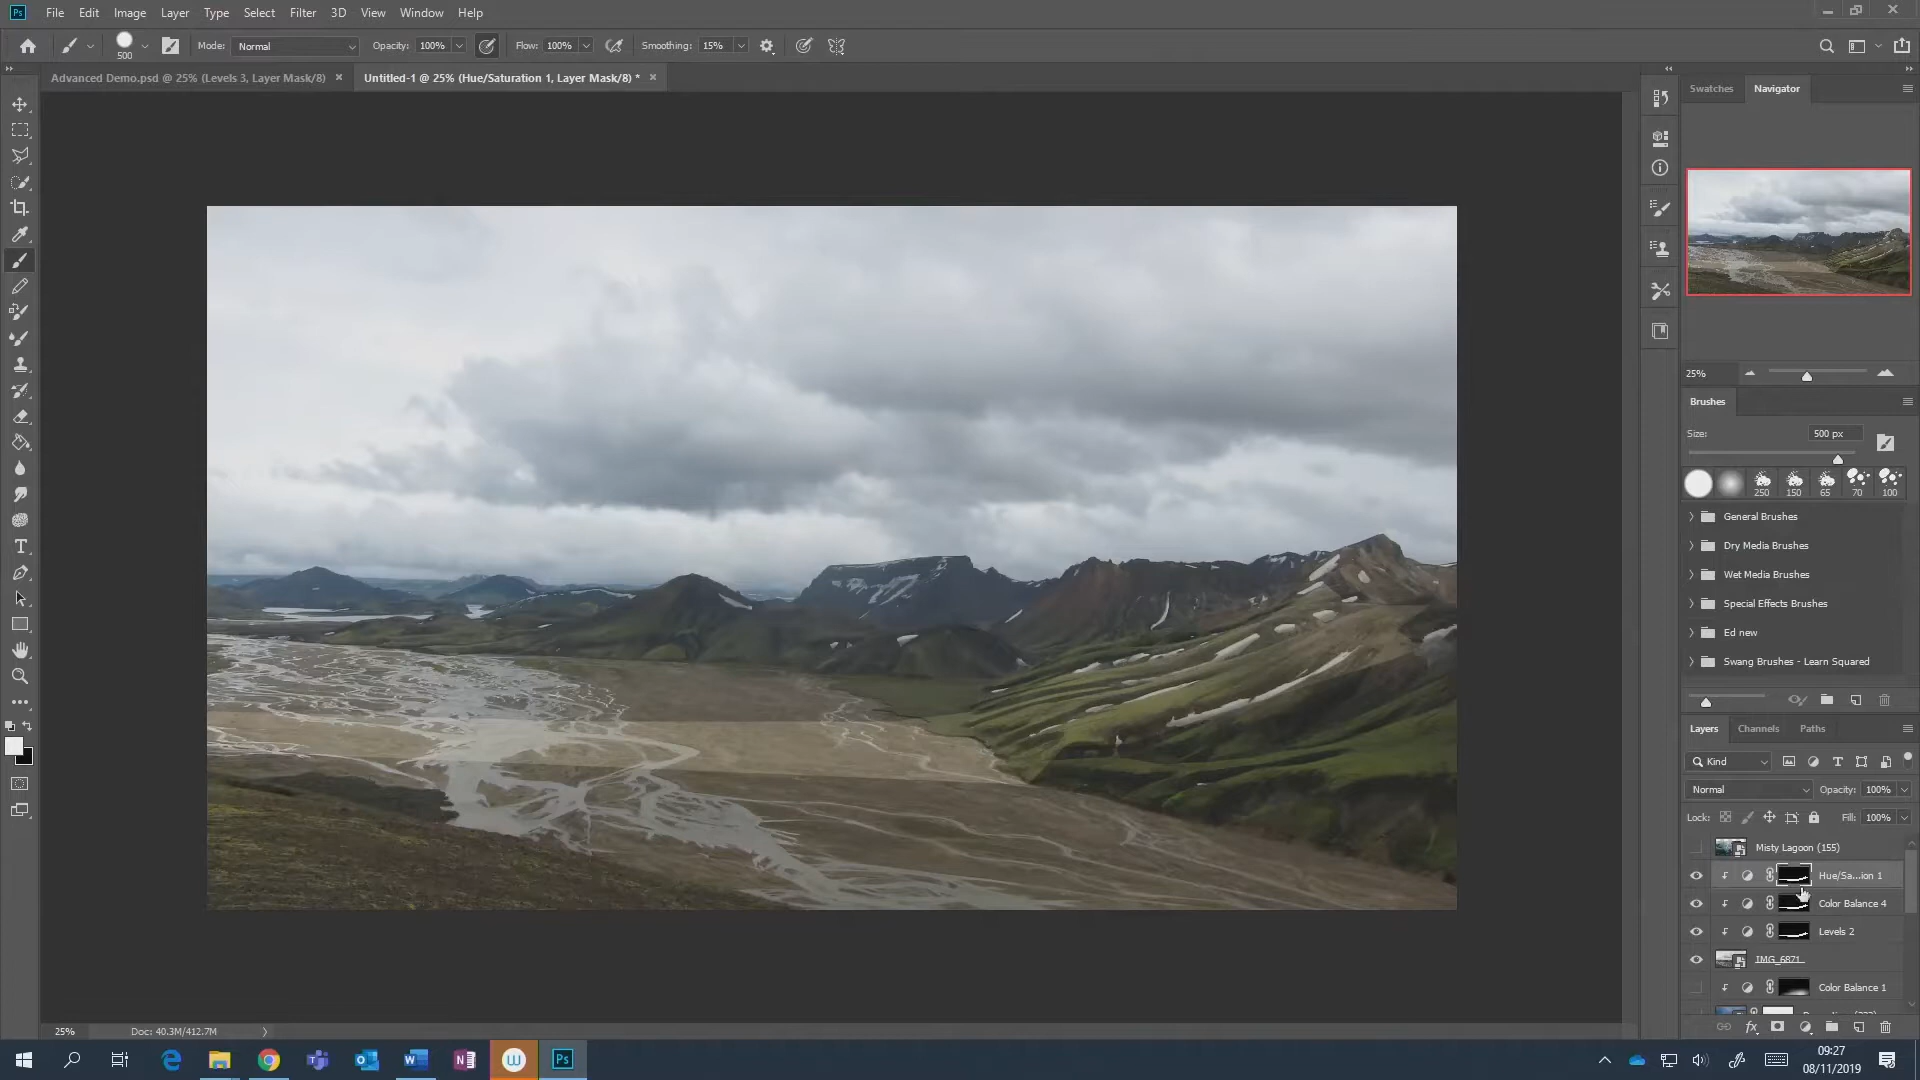 Ps File Edit Image Layer Type Select Filter 3D View Window Help
500 Mode: Normal Opacity: 100% Flow: 100% Smoothing: 15%
Advanced Demo.psd @ 25% (Levels 3, Layer Mask/8) × Untitled-1 @ 25% (Hue/Saturation 1, Layer Mask/8) * ×
Swatches Navigator
25%
Brushes
Size: 500 px
250 150 65 70 100
General Brushes
Dry Media Brushes
Wet Media Brushes
Special Effects Brushes
Ed new
Swang Brushes - Learn Squared
Layers Channels Paths
Kind
Normal Opacity: 100%
Lock: Fill: 100%
Misty Lagoon (155)
Hue/Sa...ion 1
Color Balance 4
Levels 2
IMG_6871
Color Balance 1
25% Doc: 40.3M/412.7M
09:27
08/11/2019